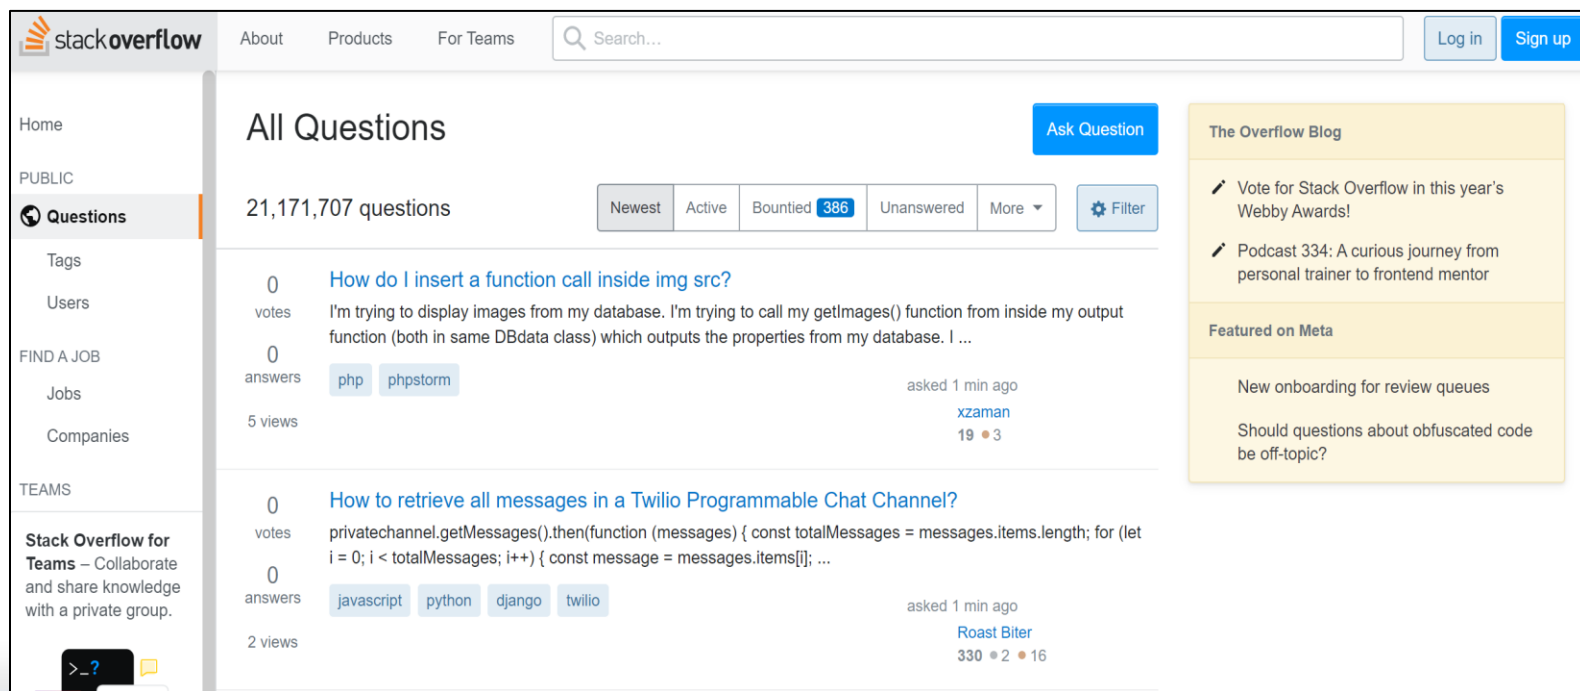 stackoverflow
About Products For Teams
Search...
Log in
Sign up
Home
PUBLIC
Questions
Tags
Users
FIND A JOB
Jobs
Companies
TEAMS
Stack Overflow for
Teams – Collaborate
and share knowledge
with a private group.
>_?
All Questions
Ask Question
21,171,707 questions
Newest Active Bountied 386 Unanswered More
Filter
0
votes
0
answers
5 views
How do I insert a function call inside img src?
I'm trying to display images from my database. I'm trying to call my getImages() function from inside my output
function (both in same DBdata class) which outputs the properties from my database. I ...
php phpstorm
asked 1 min ago
xzaman
19 ● 3
0
votes
0
answers
2 views
How to retrieve all messages in a Twilio Programmable Chat Channel?
privatechannel.getMessages().then(function (messages) { const totalMessages = messages.items.length; for (let
i = 0; i < totalMessages; i++) { const message = messages.items[i]; ...
javascript python django twilio
asked 1 min ago
Roast Biter
330 ● 2 ● 16
The Overflow Blog
Vote for Stack Overflow in this year's
Webby Awards!
Podcast 334: A curious journey from
personal trainer to frontend mentor
Featured on Meta
New onboarding for review queues
Should questions about obfuscated code
be off-topic?